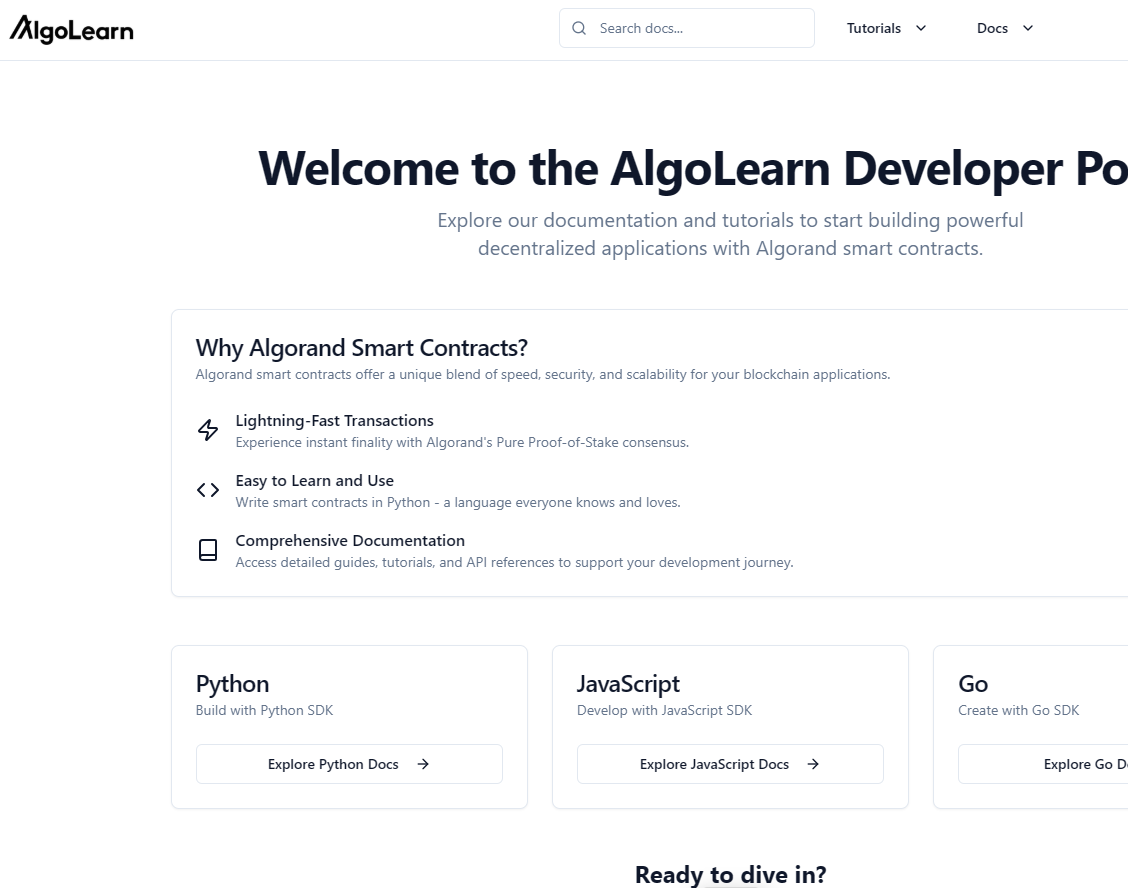 AlgoLearn
Search docs...
Tutorials
Docs
Welcome to the AlgoLearn Developer Po
Explore our documentation and tutorials to start building powerful
decentralized applications with Algorand smart contracts.
Why Algorand Smart Contracts?
Algorand smart contracts offer a unique blend of speed, security, and scalability for your blockchain applications.
Lightning-Fast Transactions
Experience instant finality with Algorand's Pure Proof-of-Stake consensus.
Easy to Learn and Use
Write smart contracts in Python - a language everyone knows and loves.
Comprehensive Documentation
Access detailed guides, tutorials, and API references to support your development journey.
Python
Build with Python SDK
Explore Python Docs
JavaScript
Develop with JavaScript SDK
Explore JavaScript Docs
Go
Create with Go SDK
Explore Go D
Ready to dive in?